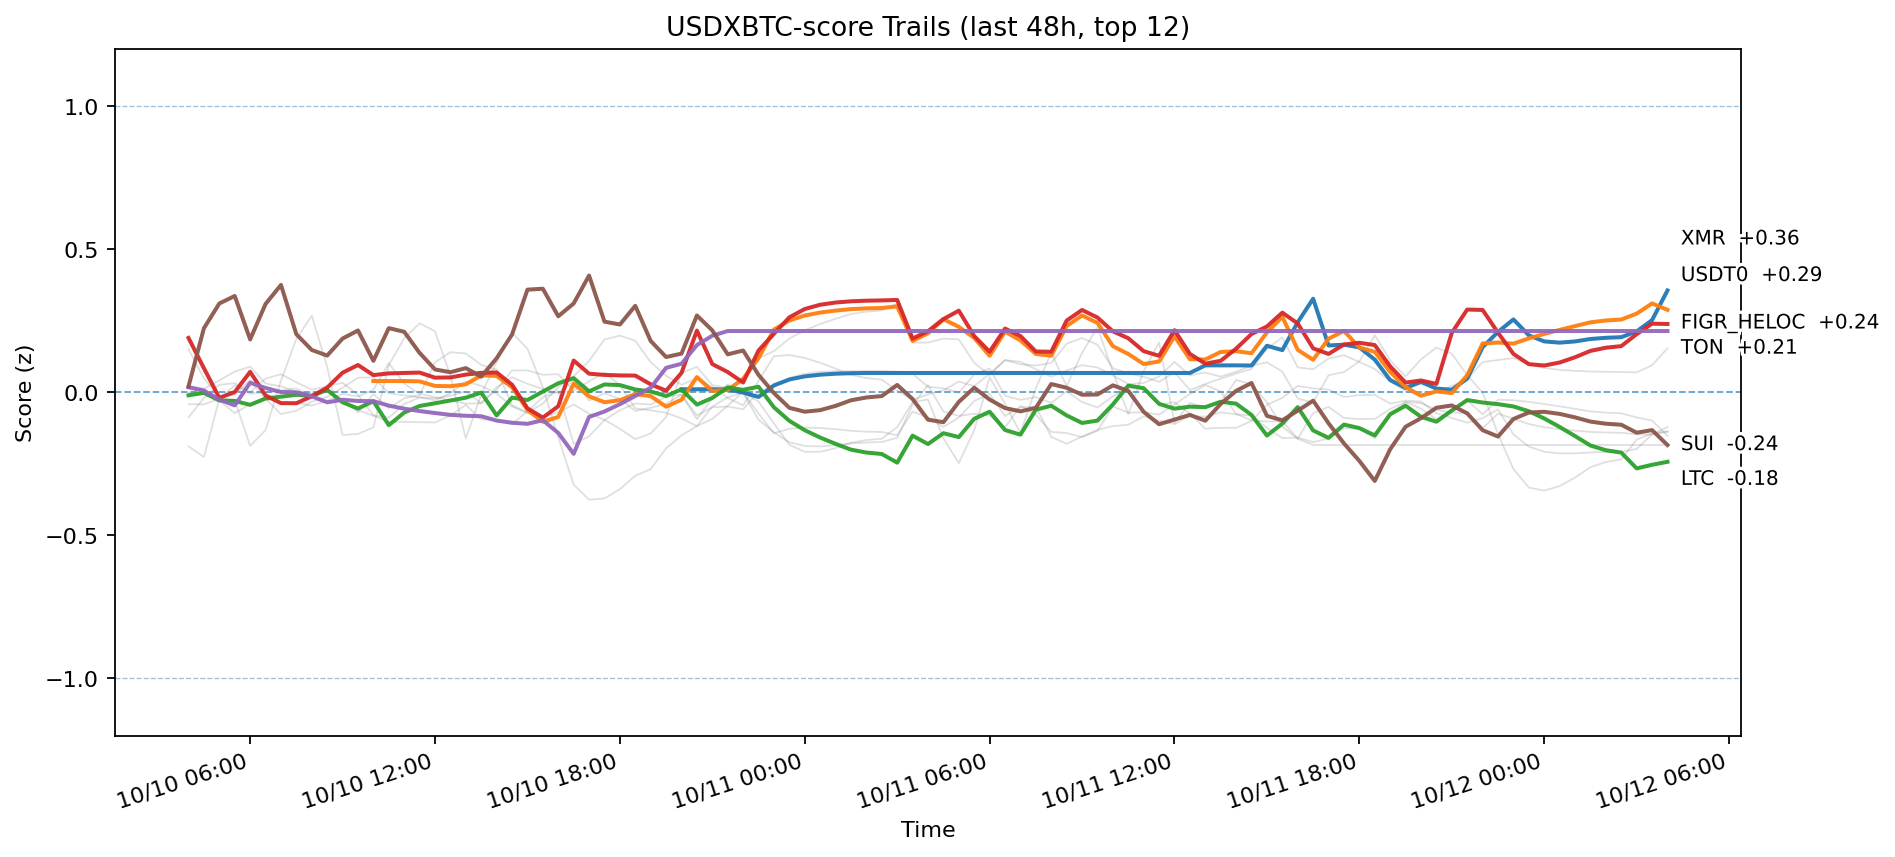 USDXBTC-score Trails (last 48h, top 12)
Score (z)
1.0
0.5
0.0
−0.5
−1.0
XMR +0.36
USDT0 +0.29
FIGR_HELOC +0.24
TON +0.21
SUI -0.24
LTC -0.18
10/10 06:00
10/10 12:00
10/10 18:00
10/11 00:00
10/11 06:00
10/11 12:00
10/11 18:00
10/12 00:00
10/12 06:00
Time